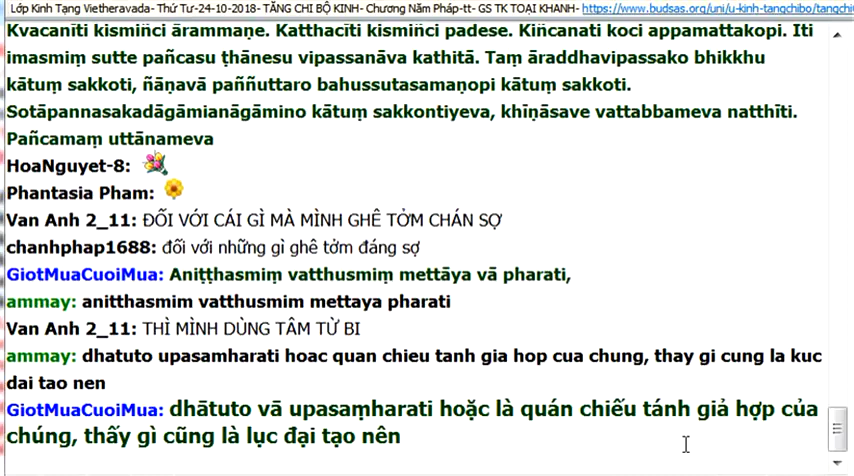 Lớp Kinh Tạng Vietheravada- Thứ Tư-24-10-2018- TĂNG CHI BỘ KINH- Chương Năm Pháp-tt- GS TK TOẠI KHANH- https://www.budsas.org/uni/u-kinh-tangchibo/tangchi
Kvacanīti kismiñci ārammaṇe. Katthacīti kismiñci padese. Kiñcanati koci appamattakopi. Iti
imasmiṃ sutte pañcasu ṭhānesu vipassanāva kathitā. Taṃ āraddhavipassako bhikkhu
kātuṃ sakkoti, ñāṇavā paññuttaro bahussutasamaṇopi kātuṃ sakkoti.
Sotāpannasakadāgāmianāgāmino kātuṃ sakkontiyeva, khīṇāsave vattabbameva natthīti.
Pañcamaṃ uttānameva
HoaNguyet-8:
Phantasia Pham:
Van Anh 2_11: ĐỐI VỚI CÁI GÌ MÀ MÌNH GHÊ TỞM CHÁN SỢ
chanhphap1688: đối với những gì ghê tởm đáng sợ
GiotMuaCuoiMua: Aniṭṭhasmiṃ vatthusmiṃ mettāya vā pharati,
ammay: anitthasmim vatthusmim mettaya pharati
Van Anh 2_11: THÌ MÌNH DÙNG TÂM TỪ BI
ammay: dhatuto upasamharati hoac quan chieu tanh gia hop cua chung, thay gi cung la kuc
dai tao nen
GiotMuaCuoiMua: dhātuto vā upasaṃharati hoặc là quán chiếu tánh giả hợp của
chúng, thấy gì cũng là lục đại tạo nên